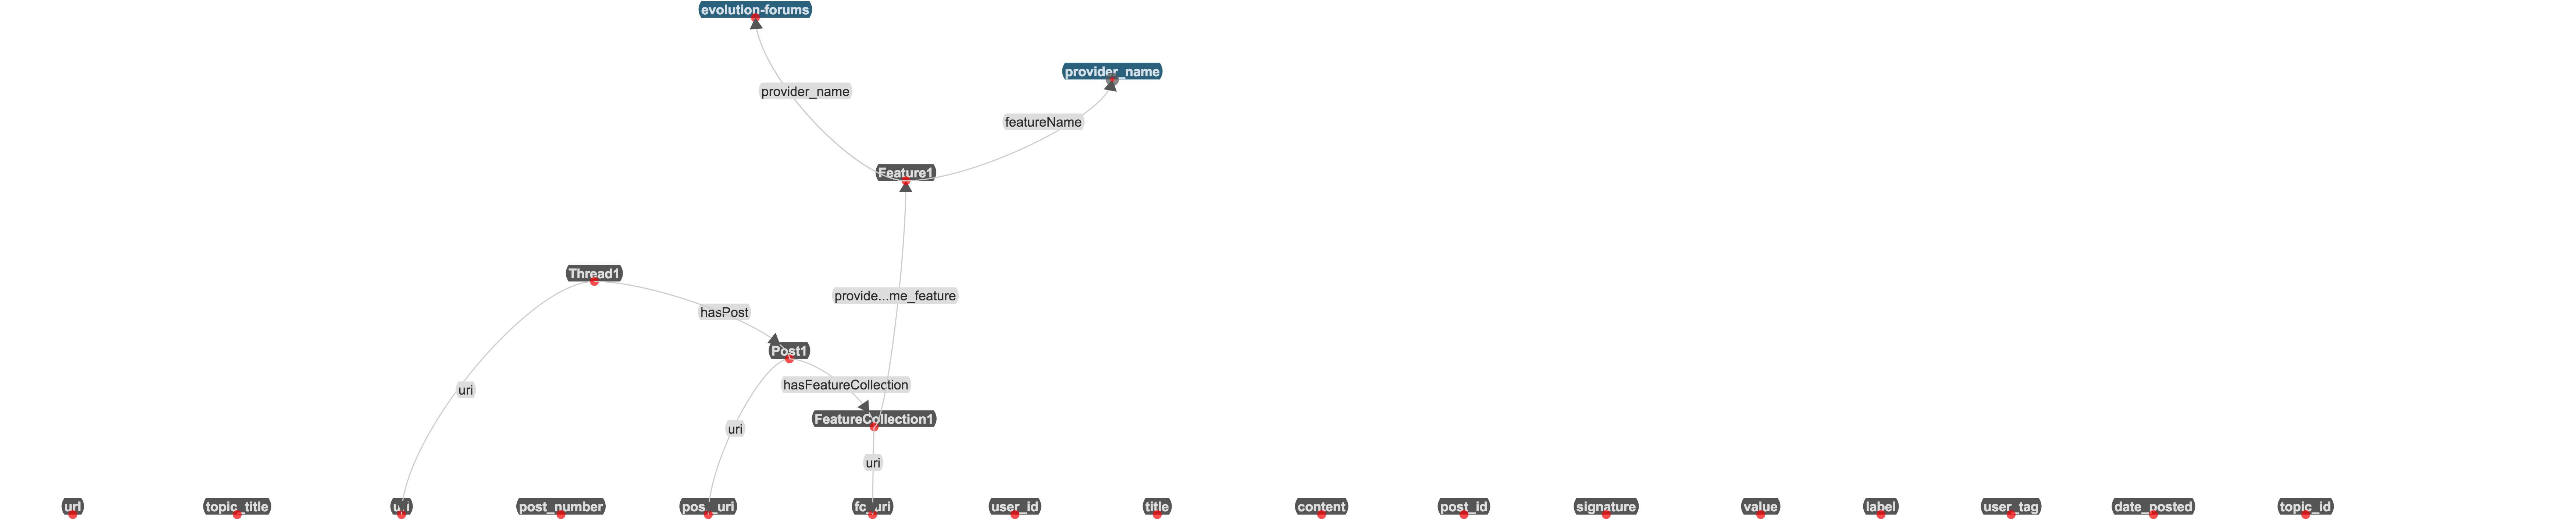 evolution-forums
provider_name
provider_name
featureName
Feature1
Thread1
provide...me_feature
hasPost
Post1
hasFeatureCollection
uri
FeatureCollection1
uri
uri
url
topic_title
uri
post_number
post_uri
fc_uri
user_id
title
content
post_id
signature
value
label
user_tag
date_posted
topic_id